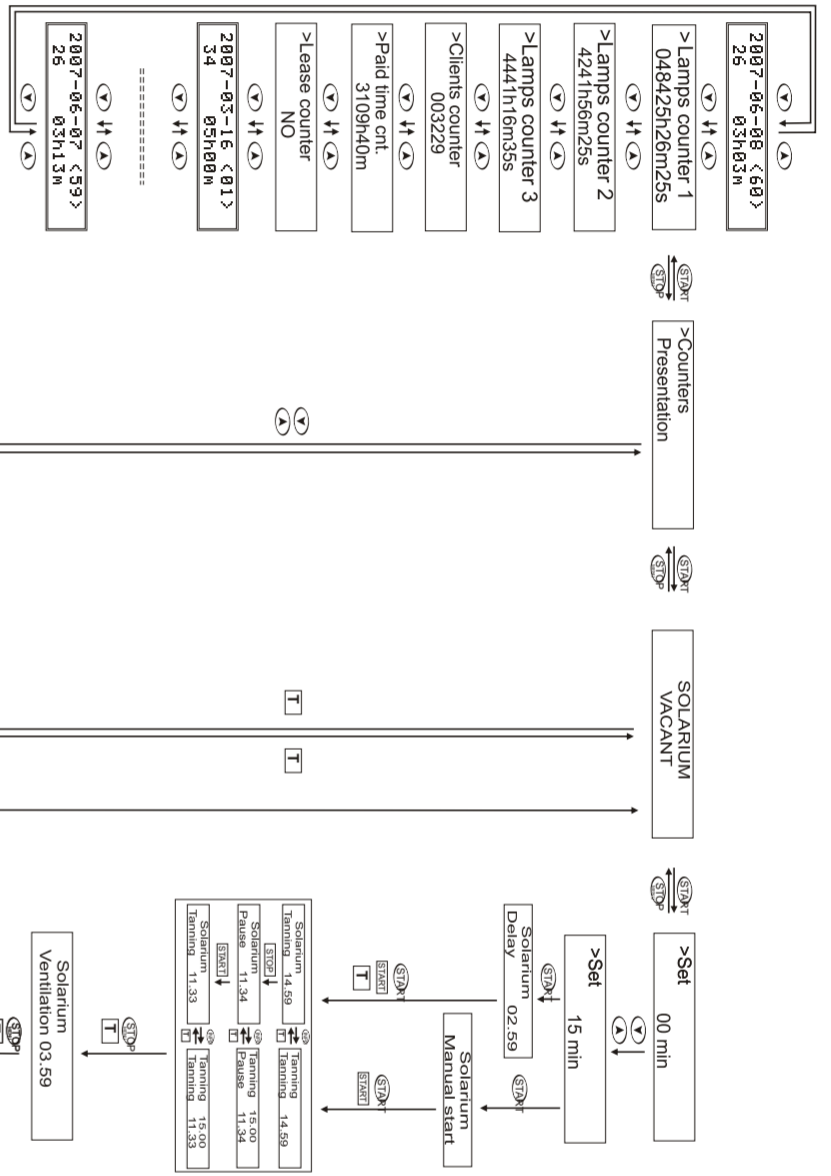 2007-06-08 <60>
26 03h03M
>Lamps counter 1
048425h26m25s
>Lamps counter 2
4241h56m25s
>Lamps counter 3
4441h16m35s
>Clients counter
003229
>Paid time cnt.
3109h40m
>Lease counter
NO
2007-03-16 <01>
34 05h00M
=============
2007-06-07 <59>
26 03h13M
START
STOP
>Counters
Presentation
START
STOP
SOLARIUM
VACANT
T
T
START
STOP
>Set
00 min
>Set
15 min
START
START
Solarium
Delay 02.59
Solarium
Manual start
START
START
T
START
START
Solarium
Tanning 14.59
T
Tanning
Tanning 14.59
STOP
Solarium
Pause 11.34
T
Tanning 15.00
Pause 11.34
START
Solarium
Tanning 11.33
T
Tanning 15.00
Tanning 11.33
STOP
T
Solarium
Ventilation 03.59
STOP